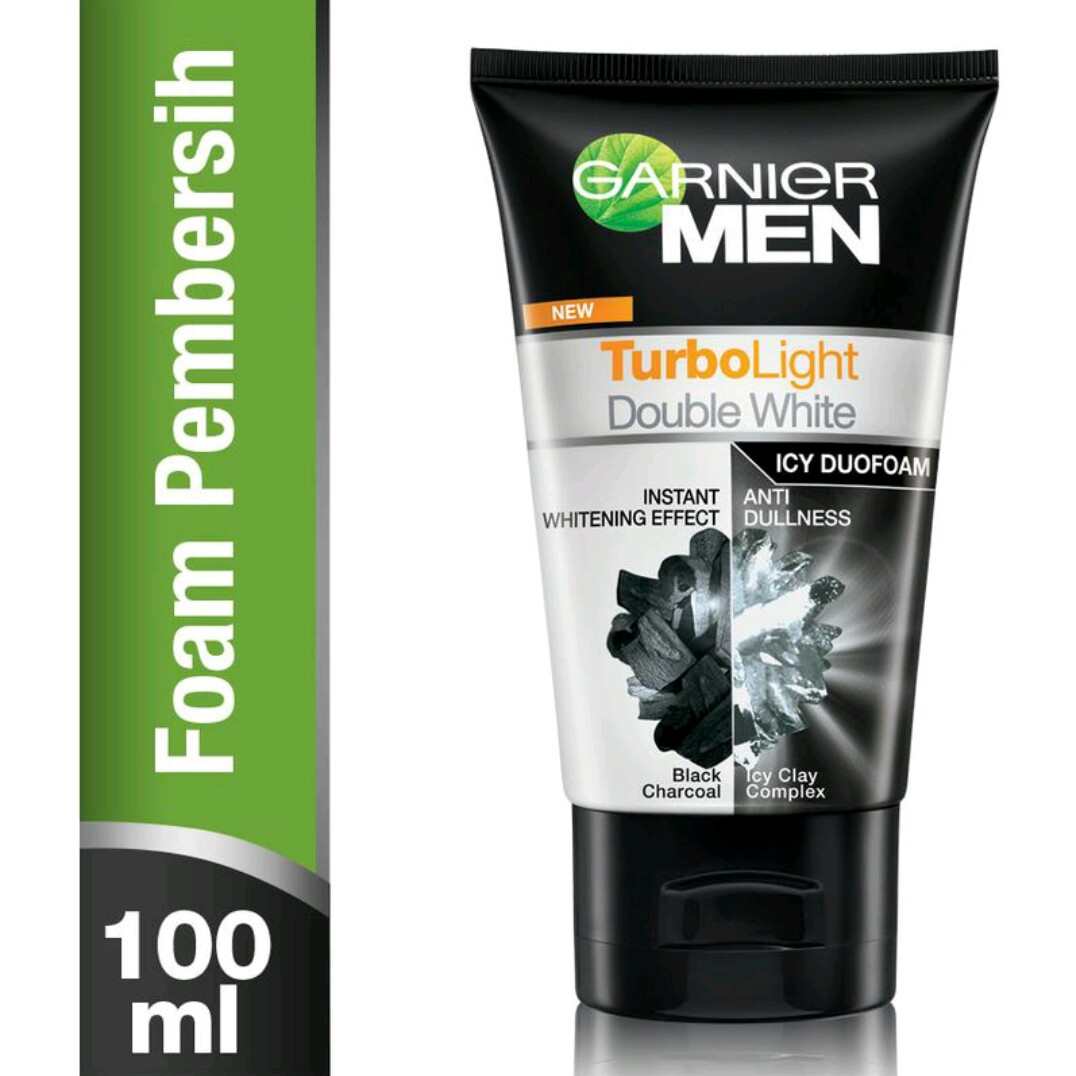 Foam Pembersih
100
ml
GARNIER
MEN
NEW
TurboLight
Double White
ICY DUOFOAM
INSTANT
WHITENING EFFECT
ANTI
DULLNESS
Black
Charcoal
Icy Clay
Complex